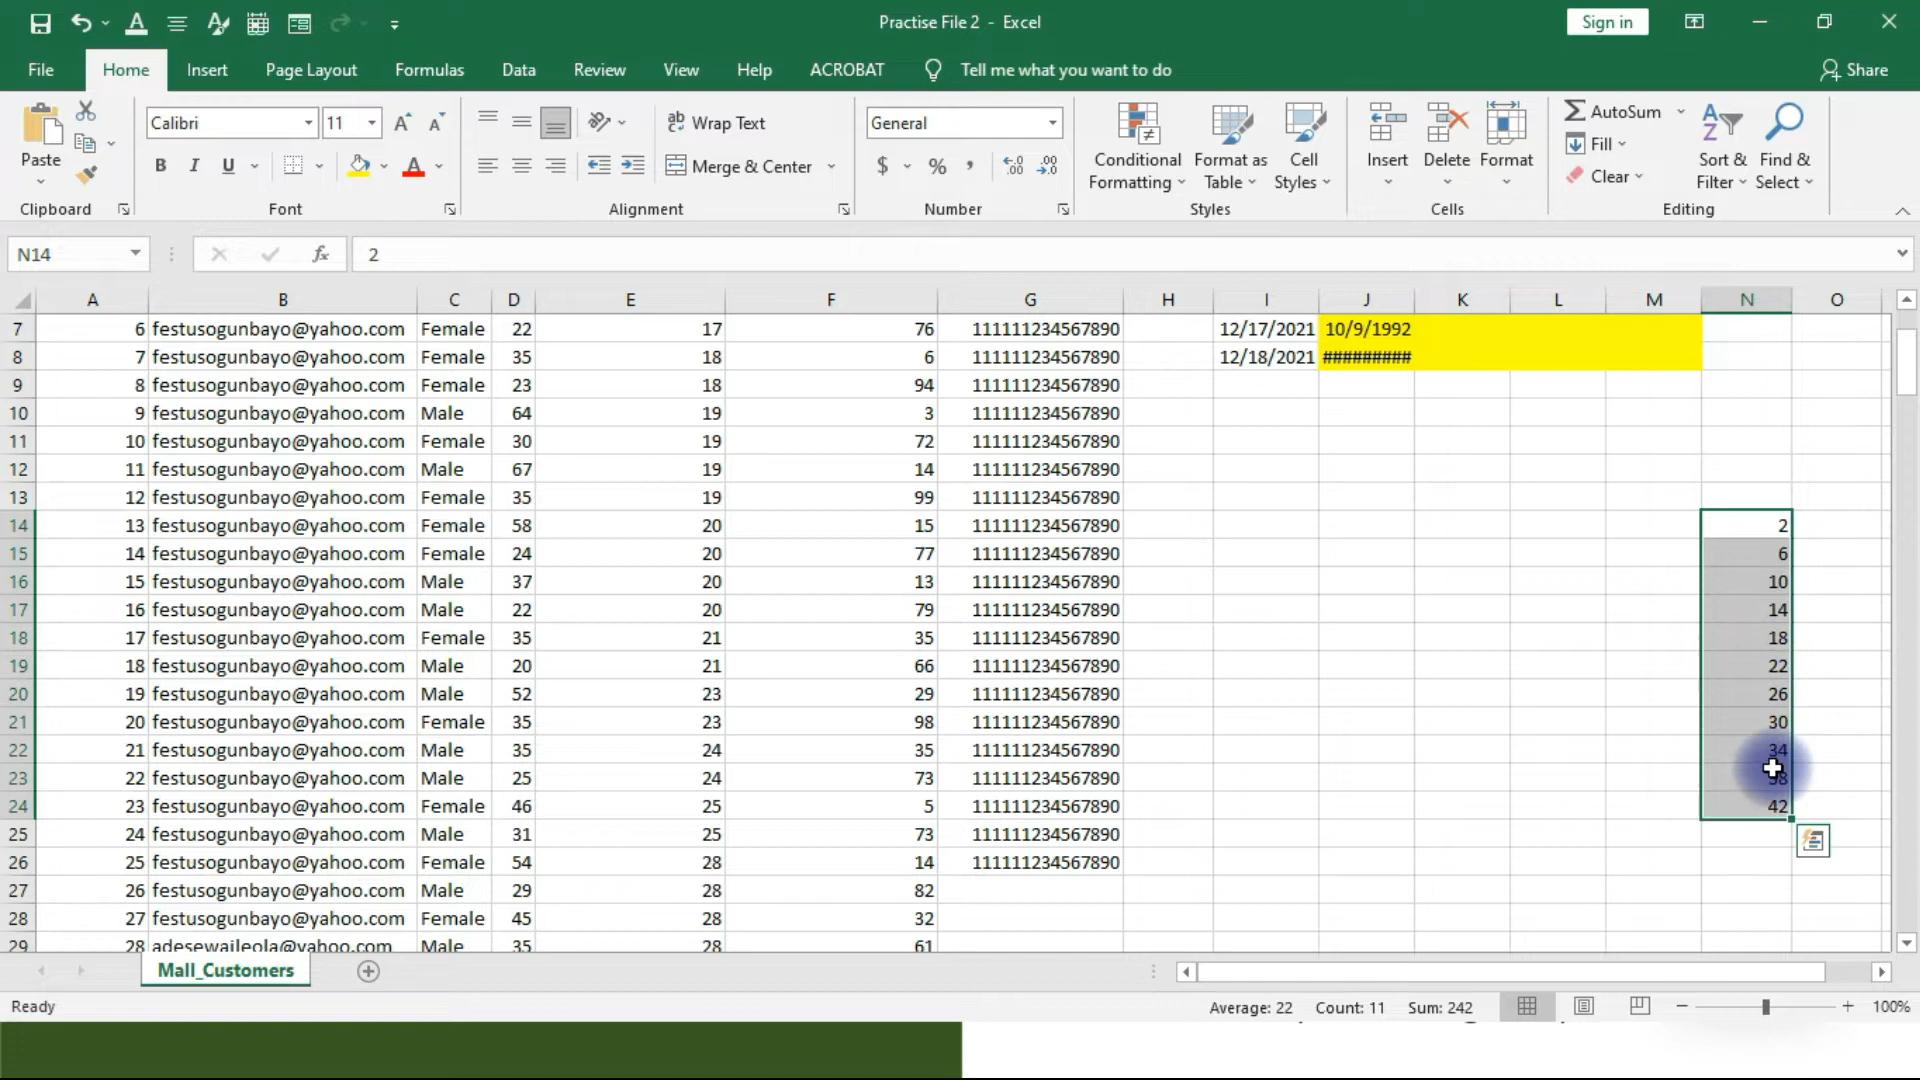 Practise File 2 - Excel
Sign in
File Home Insert Page Layout Formulas Data Review View Help ACROBAT Tell me what you want to do Share
Paste Calibri 11 Wrap Text General Conditional Formatting Format as Table Cell Styles Insert Delete Format AutoSum Sort & Filter Find & Select
B I U Merge & Center $ % , Fill Clear
Clipboard Font Alignment Number Styles Cells Editing
N14 fx 2
A B C D E F G H I J K L M N O
7 6 festusogunbayo@yahoo.com Female 22 17 76 111111234567890 12/17/2021 10/9/1992
8 7 festusogunbayo@yahoo.com Female 35 18 6 111111234567890 12/18/2021 #########
9 8 festusogunbayo@yahoo.com Female 23 18 94 111111234567890
10 9 festusogunbayo@yahoo.com Male 64 19 3 111111234567890
11 10 festusogunbayo@yahoo.com Female 30 19 72 111111234567890
12 11 festusogunbayo@yahoo.com Male 67 19 14 111111234567890
13 12 festusogunbayo@yahoo.com Female 35 19 99 111111234567890
14 13 festusogunbayo@yahoo.com Female 58 20 15 111111234567890 2
15 14 festusogunbayo@yahoo.com Female 24 20 77 111111234567890 6
16 15 festusogunbayo@yahoo.com Male 37 20 13 111111234567890 10
17 16 festusogunbayo@yahoo.com Male 22 20 79 111111234567890 14
18 17 festusogunbayo@yahoo.com Female 35 21 35 111111234567890 18
19 18 festusogunbayo@yahoo.com Male 20 21 66 111111234567890 22
20 19 festusogunbayo@yahoo.com Male 52 23 29 111111234567890 26
21 20 festusogunbayo@yahoo.com Female 35 23 98 111111234567890 30
22 21 festusogunbayo@yahoo.com Male 35 24 35 111111234567890 34
23 22 festusogunbayo@yahoo.com Male 25 24 73 111111234567890 38
24 23 festusogunbayo@yahoo.com Female 46 25 5 111111234567890 42
25 24 festusogunbayo@yahoo.com Male 31 25 73 111111234567890
26 25 festusogunbayo@yahoo.com Female 54 28 14 111111234567890
27 26 festusogunbayo@yahoo.com Male 29 28 82
28 27 festusogunbayo@yahoo.com Female 45 28 32
29 28 adesewaileola@yahoo.com Male 35 28 61
Mall_Customers
Ready Average: 22 Count: 11 Sum: 242 100%